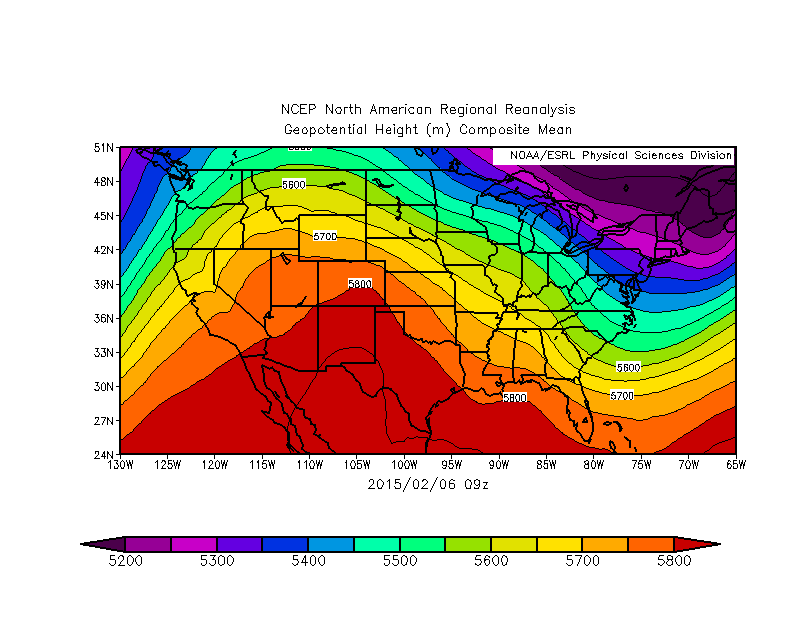 NCEP North American Regional Reanalysis
Geopotential Height (m) Composite Mean
NOAA/ESRL Physical Sciences Division
51N
48N
45N
42N
39N
36N
33N
30N
27N
24N
5600
5700
5800
5600
5700
5800
130W 125W 120W 115W 110W 105W 100W 95W 90W 85W 80W 75W 70W 65W
2015/02/06 09z
5200 5300 5400 5500 5600 5700 5800